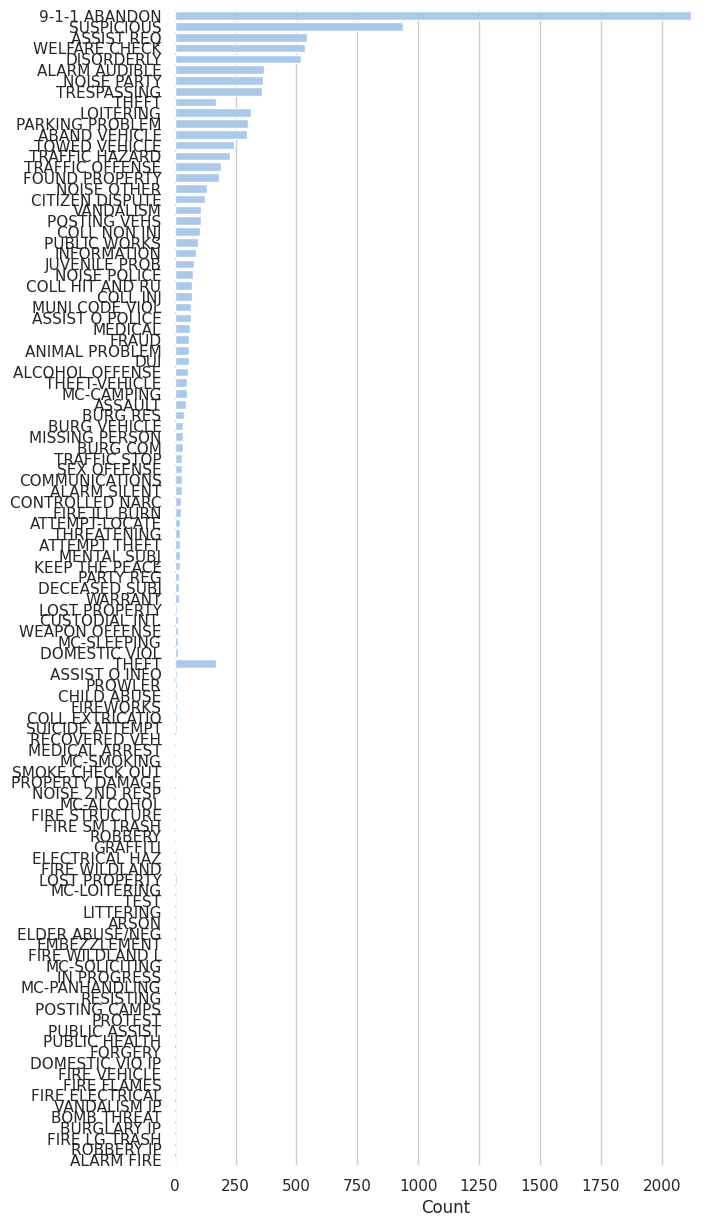 9-1-1 ABANDON
SUSPICIOUS
ASSIST REQ
WELFARE CHECK
DISORDERLY
ALARM AUDIBLE
NOISE PARTY
TRESPASSING
THEFT
LOITERING
PARKING PROBLEM
ABAND VEHICLE
TOWED VEHICLE
TRAFFIC HAZARD
TRAFFIC OFFENSE
FOUND PROPERTY
NOISE OTHER
CITIZEN DISPUTE
VANDALISM
POSTING VEHS
COLL NON INJ
PUBLIC WORKS
INFORMATION
JUVENILE PROB
NOISE POLICE
COLL HIT AND RU
COLL INJ
MUNI CODE VIOL
ASSIST O POLICE
MEDICAL
FRAUD
ANIMAL PROBLEM
DUI
ALCOHOL OFFENSE
THEFT-VEHICLE
MC-CAMPING
ASSAULT
BURG RES
BURG VEHICLE
MISSING PERSON
BURG COM
TRAFFIC STOP
SEX OFFENSE
COMMUNICATIONS
ALARM SILENT
CONTROLLED NARC
FIRE ILL BURN
ATTEMPT-LOCATE
THREATENING
ATTEMPT THEFT
MENTAL SUBJ
KEEP THE PEACE
PARTY REG
DECEASED SUBJ
WARRANT
LOST PROPERTY
CUSTODIAL INT.
WEAPON OFFENSE
MC-SLEEPING
DOMESTIC VIOL
THEFT
ASSIST O INFO
PROWLER
CHILD ABUSE
FIREWORKS
COLL EXTRICATIO
SUICIDE ATTEMPT
RECOVERED VEH
MEDICAL ARREST
MC-SMOKING
SMOKE CHECK OUT
PROPERTY DAMAGE
NOISE 2ND RESP
MC-ALCOHOL
FIRE STRUCTURE
FIRE SM TRASH
ROBBERY
GRAFFITI
ELECTRICAL HAZ
FIRE WILDLAND
LOST PROPERTY
MC-LOITERING
TEST
LITTERING
ARSON
ELDER ABUSE/NEG
EMBEZZLEMENT
FIRE WILDLAND L
MC-SOLICITING
IN PROGRESS
MC-PANHANDLING
RESISTING
POSTING CAMPS
PROTEST
PUBLIC ASSIST
PUBLIC HEALTH
FORGERY
DOMESTIC VIO IP
FIRE VEHICLE
FIRE FLAMES
FIRE ELECTRICAL
VANDALISM IP
BOMB THREAT
BURGLARY IP
FIRE LG TRASH
ROBBERY IP
ALARM FIRE
0 250 500 750 1000 1250 1500 1750 2000
Count